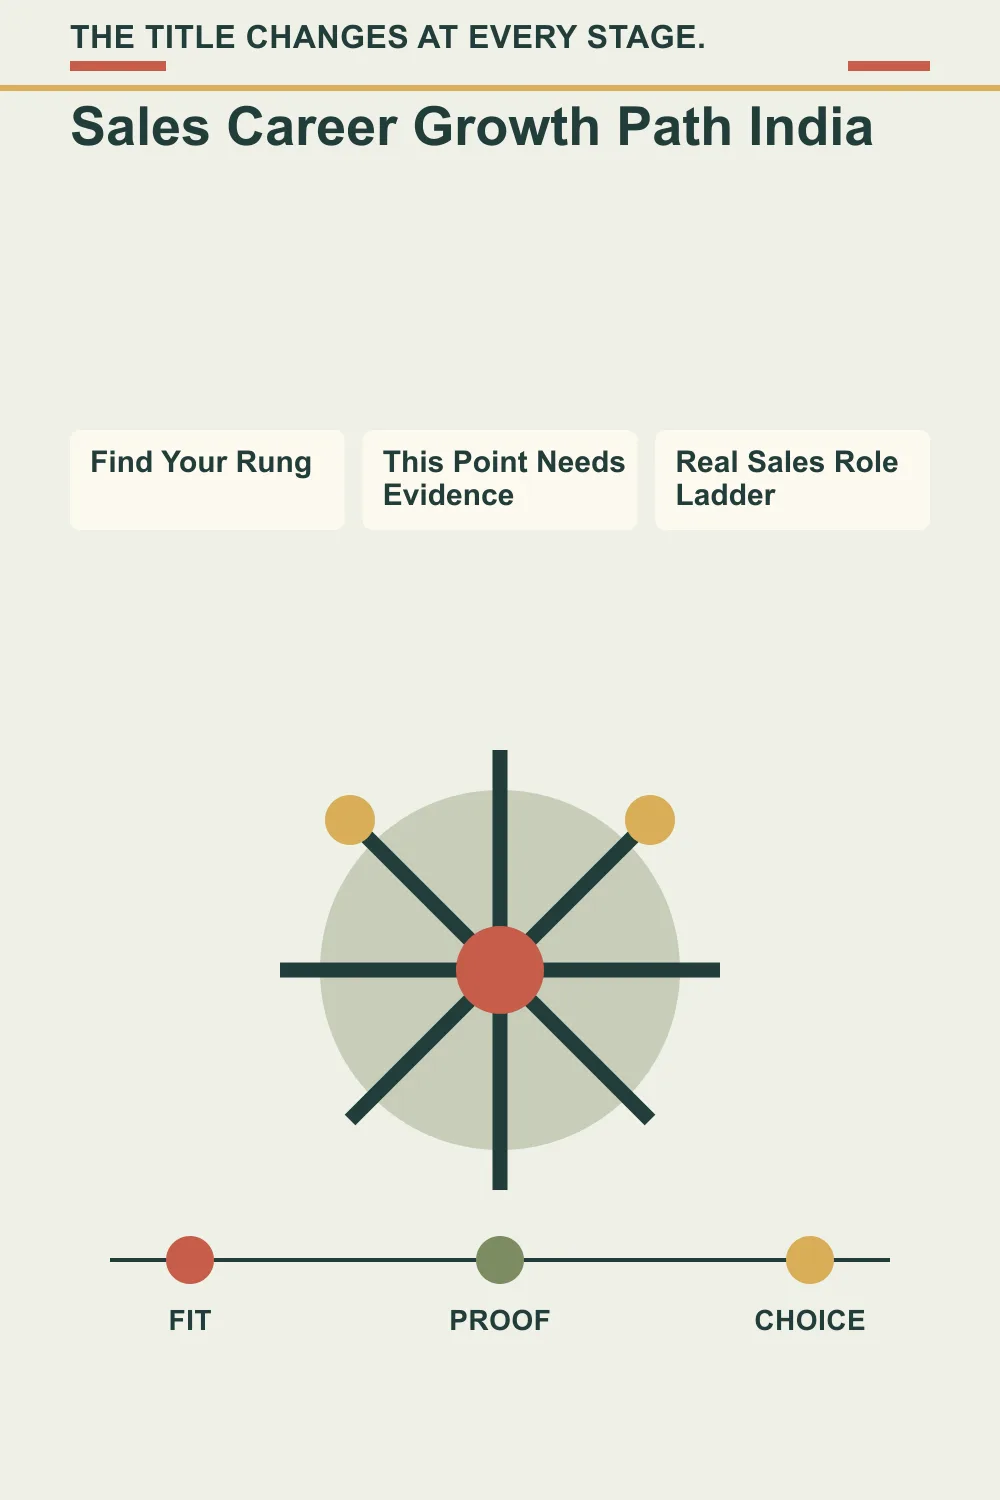 THE TITLE CHANGES AT EVERY STAGE.
Sales Career Growth Path India
Find Your Rung
This Point Needs
Evidence
Real Sales Role
Ladder
FIT
PROOF
CHOICE